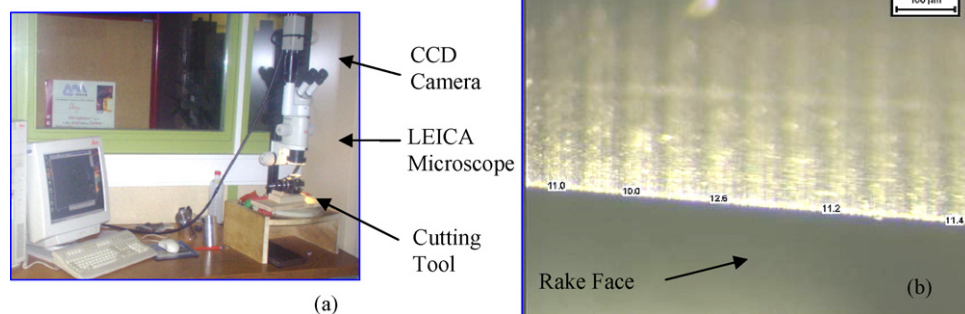 CCD
Camera
LEICA
Microscope
Cutting
Tool
(a)
100 µm
11.0
10.0
12.6
11.2
11.4
Rake Face
(b)